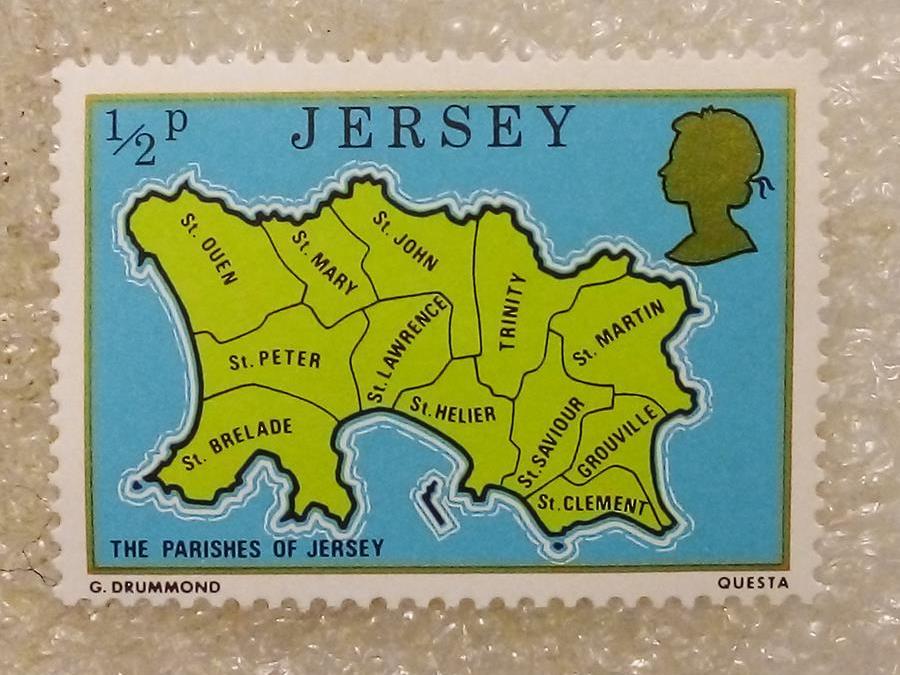 ½p
JERSEY
St. OUEN
St. MARY
St. JOHN
TRINITY
St. MARTIN
St. PETER
St. LAWRENCE
St. HELIER
St. SAVIOUR
GROUVILLE
St. BRELADE
St. CLEMENT
THE PARISHES OF JERSEY
G. DRUMMOND
QUESTA